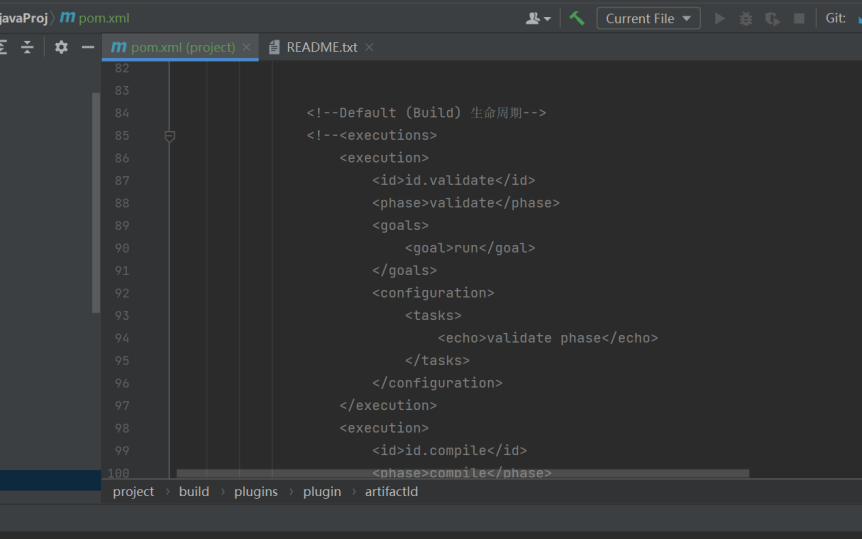 javaProj 〉 m pom.xml
Current File
Git:
m pom.xml (project) ×
README.txt ×
82
83
84 <!--Default (Build) 生命周期-->
85 <!--<executions>
86 <execution>
87 <id>id.validate</id>
88 <phase>validate</phase>
89 <goals>
90 <goal>run</goal>
91 </goals>
92 <configuration>
93 <tasks>
94 <echo>validate phase</echo>
95 </tasks>
96 </configuration>
97 </execution>
98 <execution>
99 <id>id.compile</id>
100 <phase>compile</phase>
project › build › plugins › plugin › artifactId